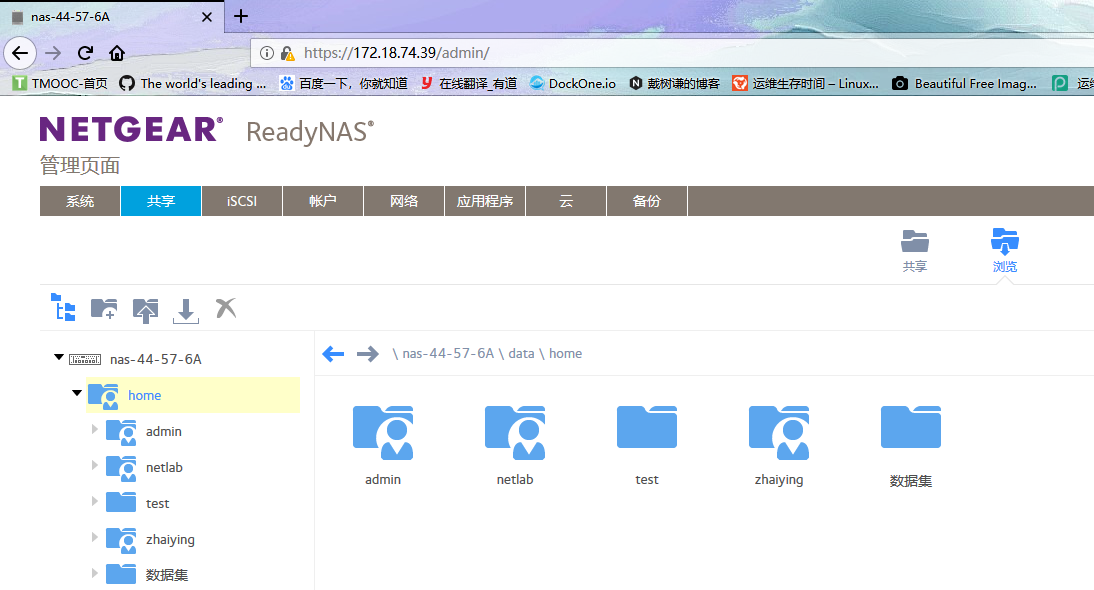 nas-44-57-6A
https://172.18.74.39/admin/
TMOOC-首页 The world's leading ... 百度一下，你就知道 在线翻译_有道 DockOne.io 戴树谦的博客 运维生存时间 – Linux... Beautiful Free Imag... 运维
NETGEAR® ReadyNAS®
管理页面
系统 共享 iSCSI 帐户 网络 应用程序 云 备份
共享 浏览
nas-44-57-6A
\ nas-44-57-6A \ data \ home
home
admin
netlab
test
zhaiying
数据集
admin netlab test zhaiying 数据集